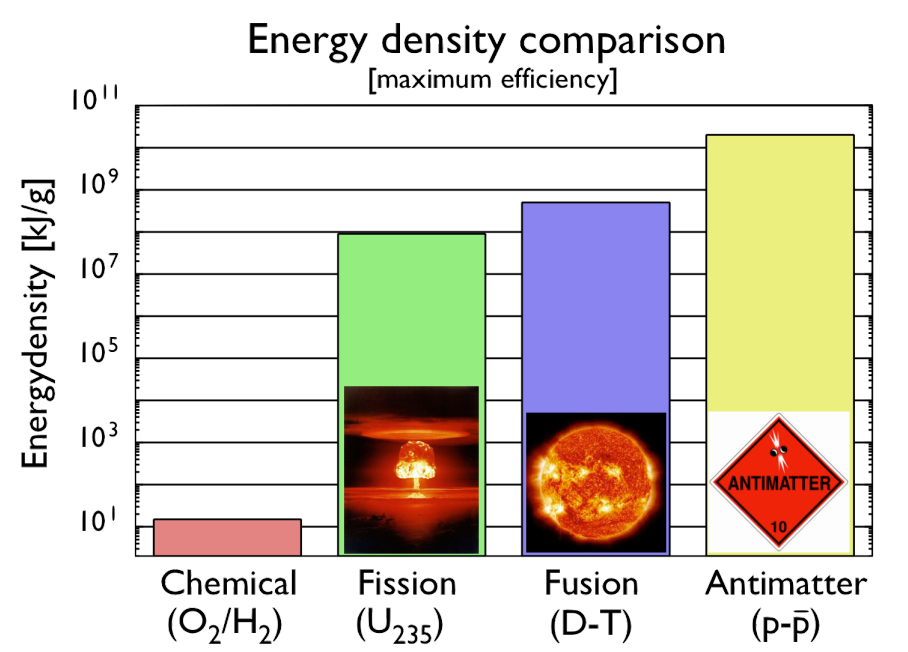 Energy density comparison
[maximum efficiency]
Energydensity [kJ/g]
10¹¹
10⁹
10⁷
10⁵
10³
10¹
ANTIMATTER
10
Chemical
(O₂/H₂)
Fission
(U₂₃₅)
Fusion
(D-T)
Antimatter
(p-p̄)